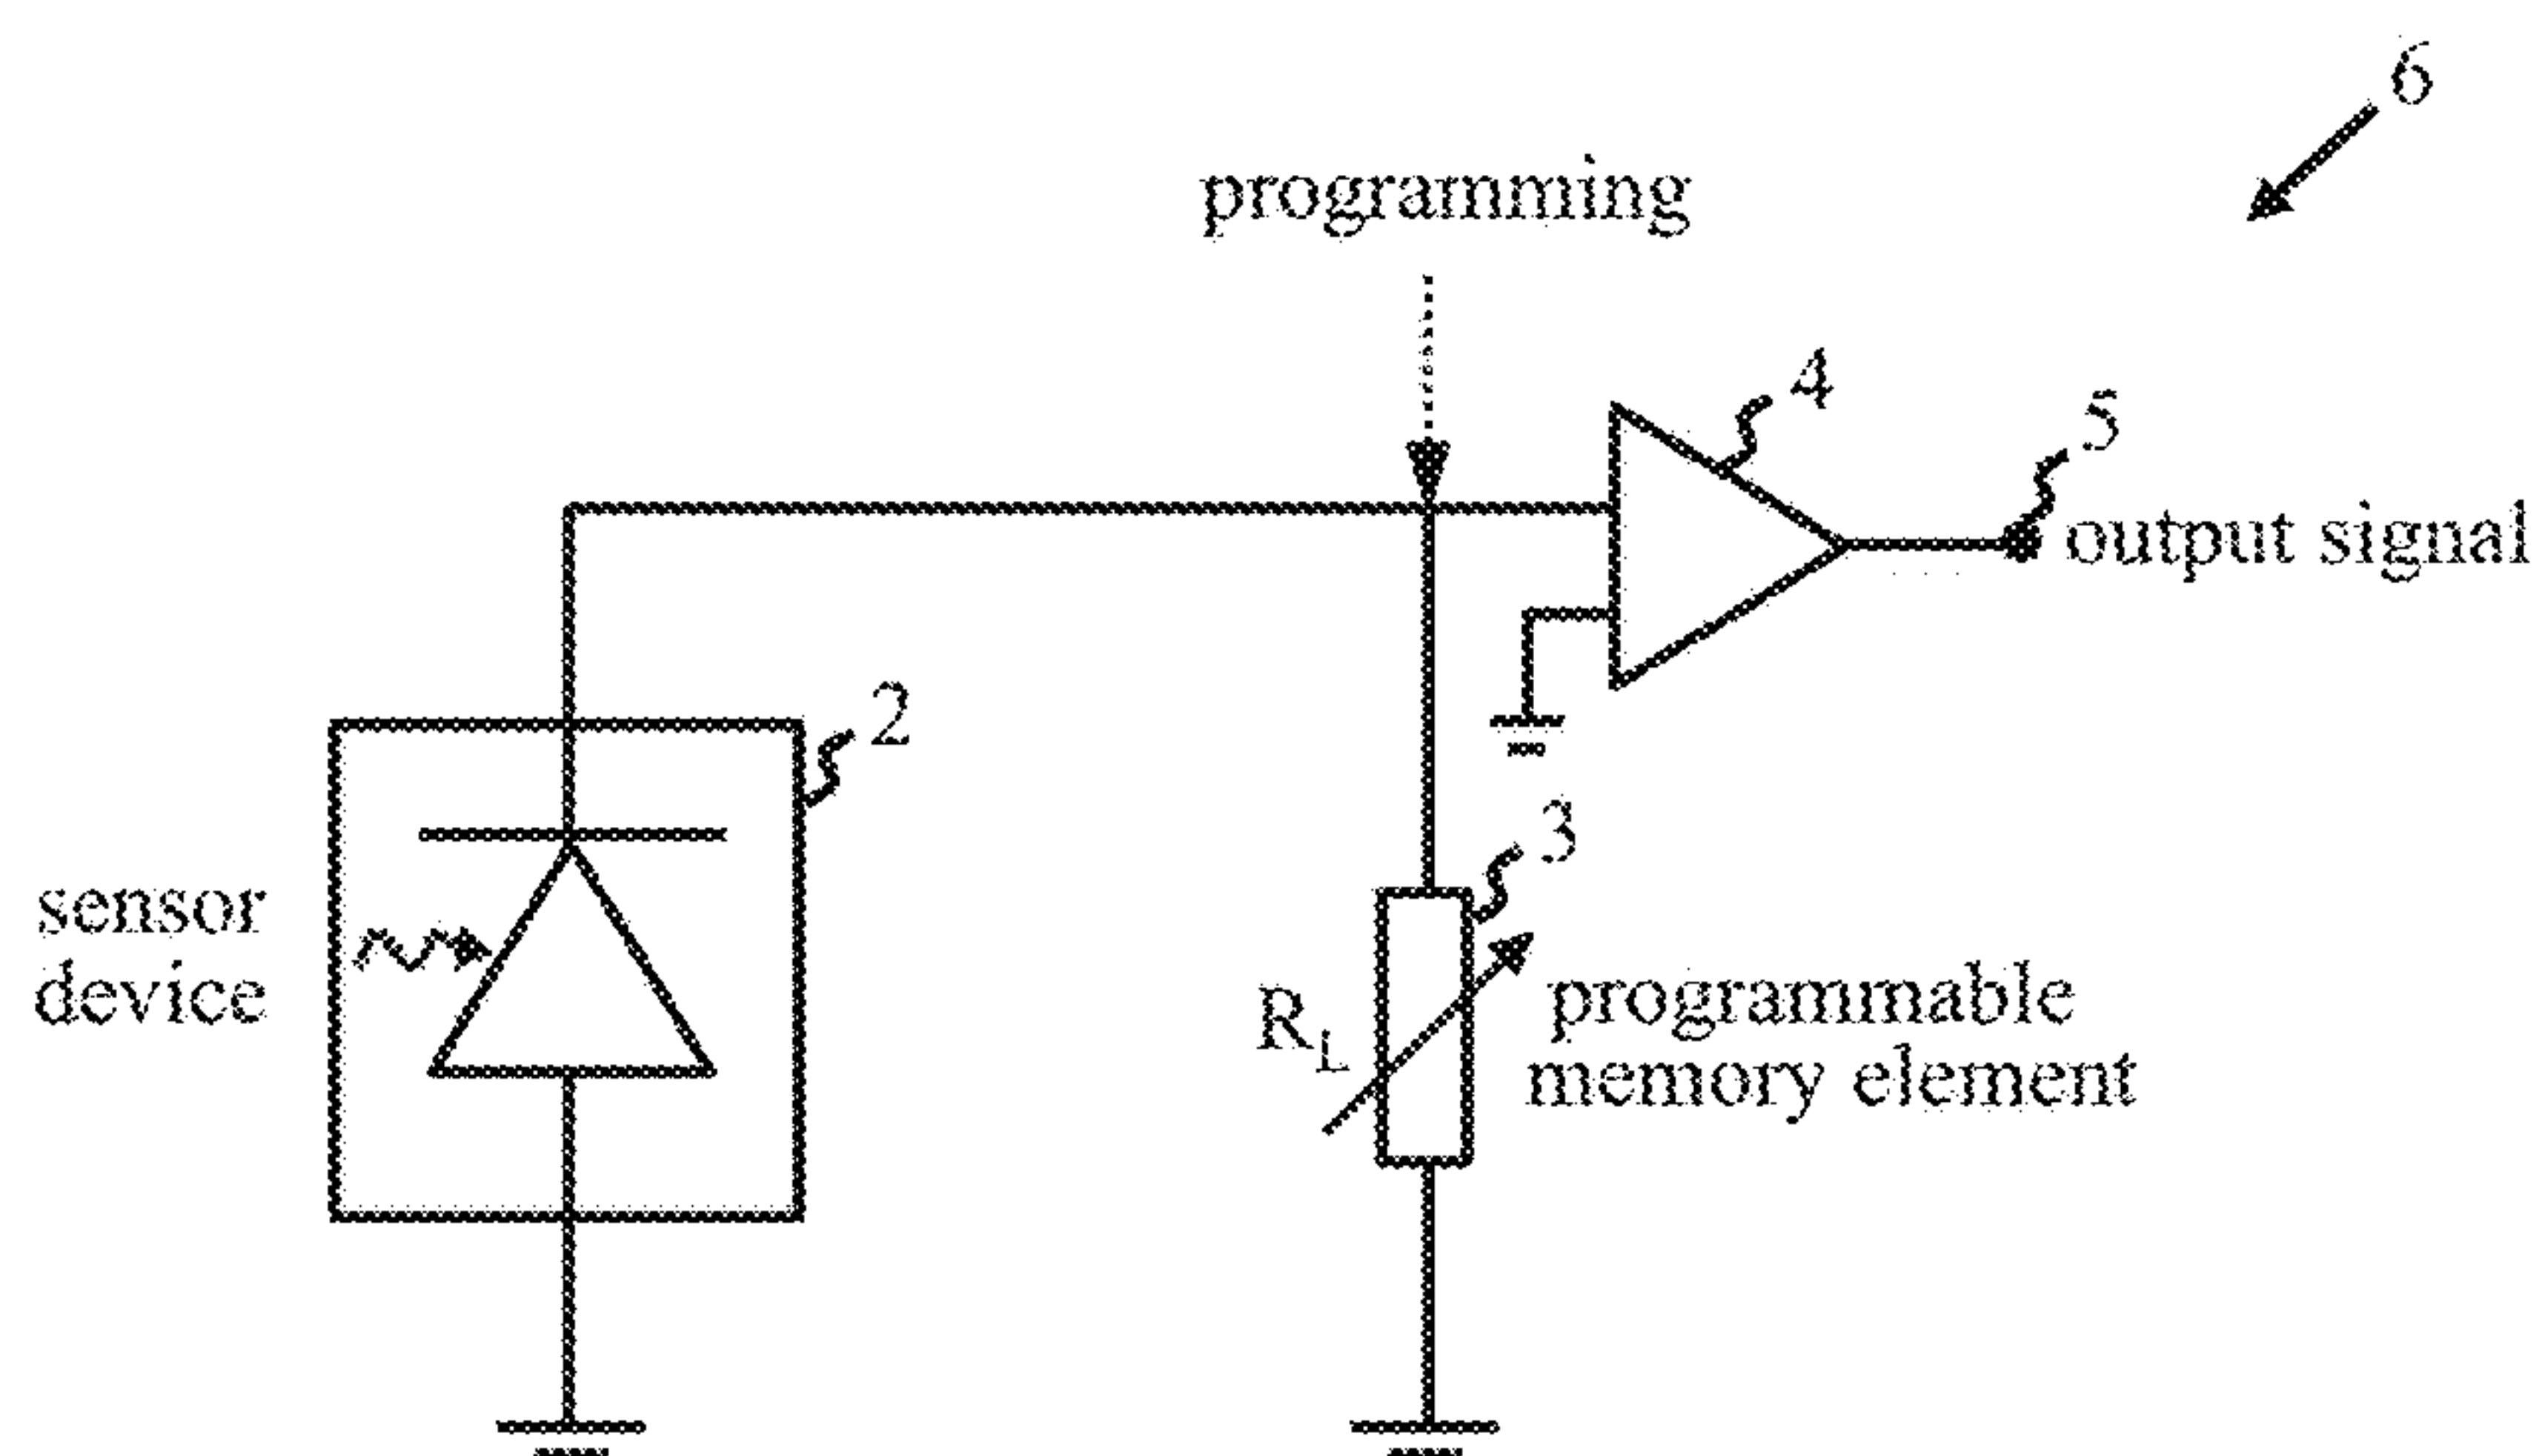 6
programming
4
5
output signal
2
3
sensor
device
R_L
programmable
memory element